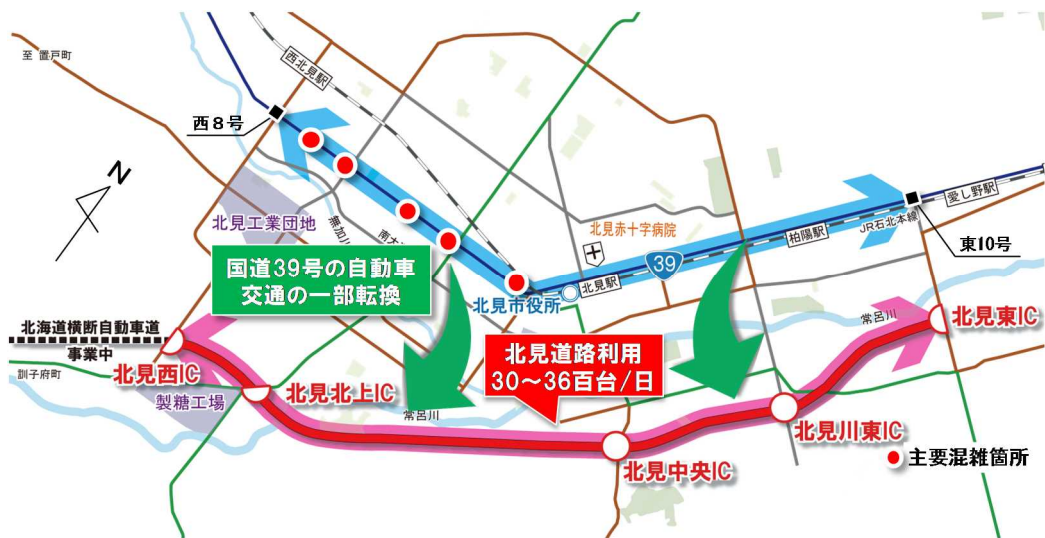 至 置戸町
西北見駅
西8号
N
北見工業団地
無加川
南大通
国道39号の自動車
交通の一部転換
北見赤十字病院
39
北見駅
北見市役所
柏陽駅
JR石北本線
愛し野駅
東10号
北海道横断自動車道
事業中
訓子府町
北見西IC
製糖工場
北見北上IC
常呂川
北見道路利用
30～36百台/日
常呂川
北見東IC
北見川東IC
北見中央IC
主要混雑箇所